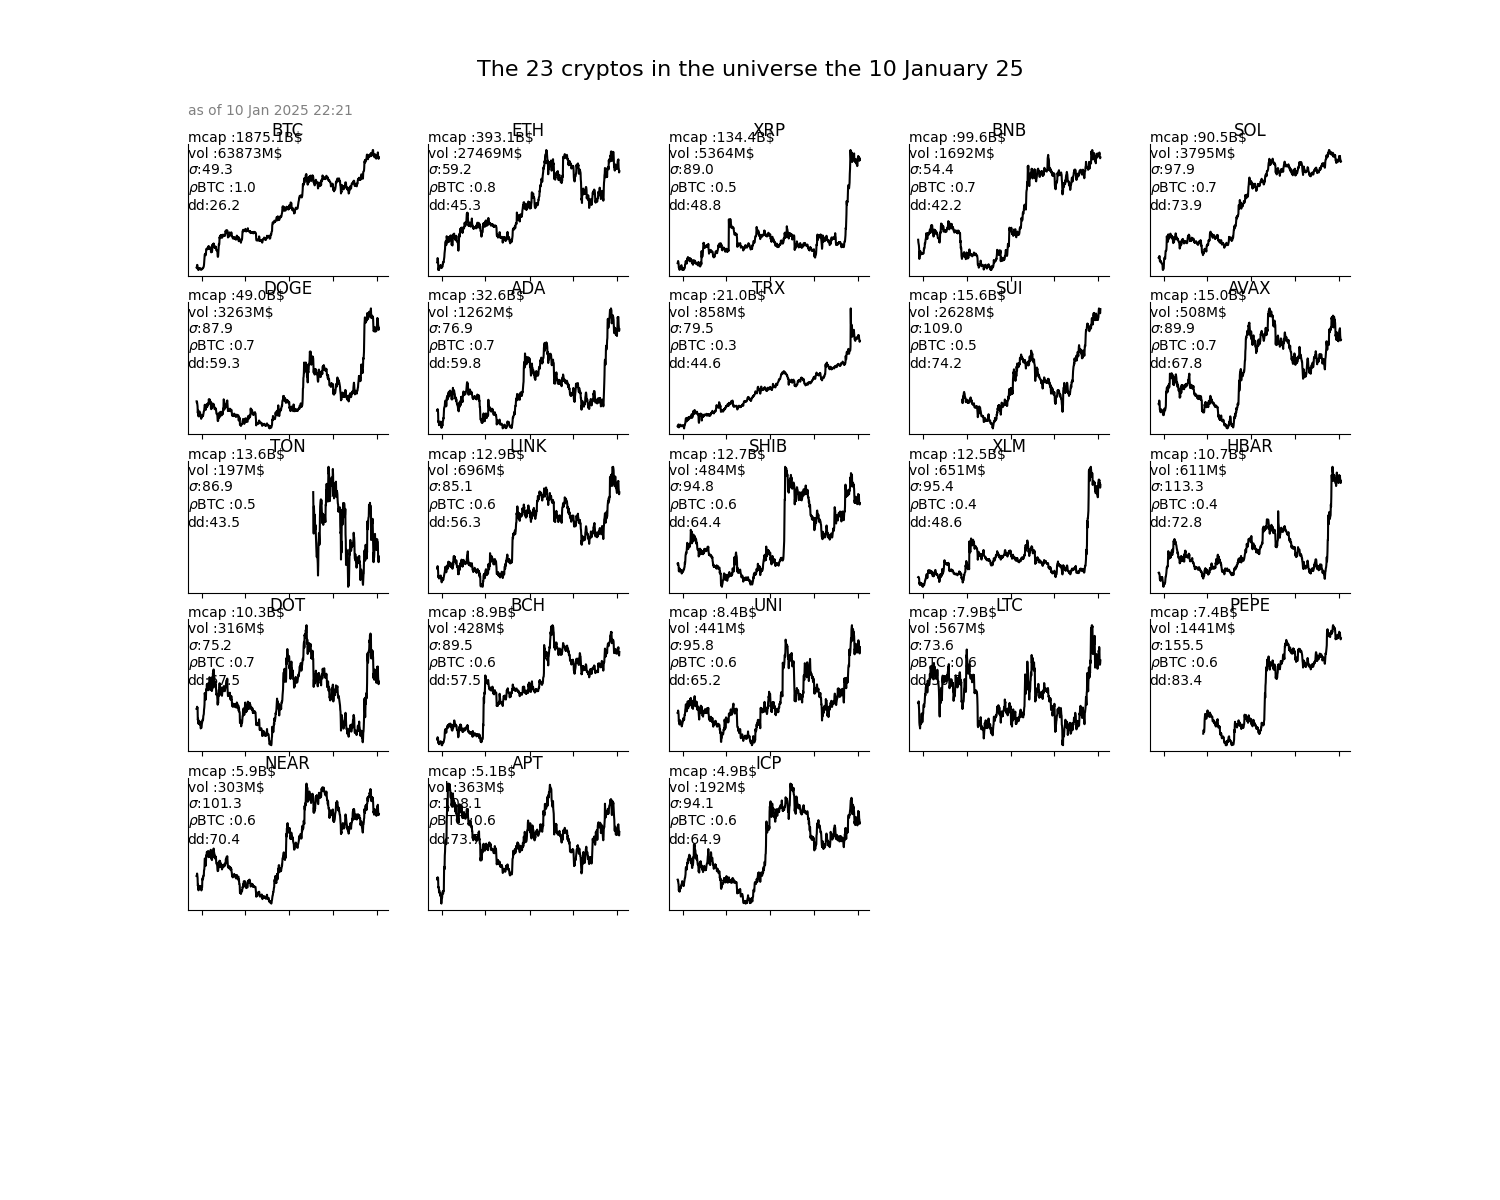 The 23 cryptos in the universe the 10 January 25
as of 10 Jan 2025 22:21
BTC
mcap :1875.1B$
vol :63873M$
σ:49.3
ρBTC :1.0
dd:26.2
ETH
mcap :393.1B$
vol :27469M$
σ:59.2
ρBTC :0.8
dd:45.3
XRP
mcap :134.4B$
vol :5364M$
σ:89.0
ρBTC :0.5
dd:48.8
BNB
mcap :99.6B$
vol :1692M$
σ:54.4
ρBTC :0.7
dd:42.2
SOL
mcap :90.5B$
vol :3795M$
σ:97.9
ρBTC :0.7
dd:73.9
DOGE
mcap :49.0B$
vol :3263M$
σ:87.9
ρBTC :0.7
dd:59.3
ADA
mcap :32.6B$
vol :1262M$
σ:76.9
ρBTC :0.7
dd:59.8
TRX
mcap :21.0B$
vol :858M$
σ:79.5
ρBTC :0.3
dd:44.6
SUI
mcap :15.6B$
vol :2628M$
σ:109.0
ρBTC :0.5
dd:74.2
AVAX
mcap :15.0B$
vol :508M$
σ:89.9
ρBTC :0.7
dd:67.8
TON
mcap :13.6B$
vol :197M$
σ:86.9
ρBTC :0.5
dd:43.5
LINK
mcap :12.9B$
vol :696M$
σ:85.1
ρBTC :0.6
dd:56.3
SHIB
mcap :12.7B$
vol :484M$
σ:94.8
ρBTC :0.6
dd:64.4
XLM
mcap :12.5B$
vol :651M$
σ:95.4
ρBTC :0.4
dd:48.6
HBAR
mcap :10.7B$
vol :611M$
σ:113.3
ρBTC :0.4
dd:72.8
DOT
mcap :10.3B$
vol :316M$
σ:75.2
ρBTC :0.7
BCH
mcap :8.9B$
vol :428M$
σ:89.5
ρBTC :0.6
dd:57.5
UNI
mcap :8.4B$
vol :441M$
σ:95.8
ρBTC :0.6
dd:65.2
LTC
mcap :7.9B$
vol :567M$
σ:73.6
ρBTC :0.6
PEPE
mcap :7.4B$
vol :1441M$
σ:155.5
ρBTC :0.6
dd:83.4
NEAR
mcap :5.9B$
vol :303M$
σ:101.3
ρBTC :0.6
dd:70.4
APT
mcap :5.1B$
vol :363M$
σ:108.1
ρBTC :0.6
ICP
mcap :4.9B$
vol :192M$
σ:94.1
ρBTC :0.6
dd:64.9